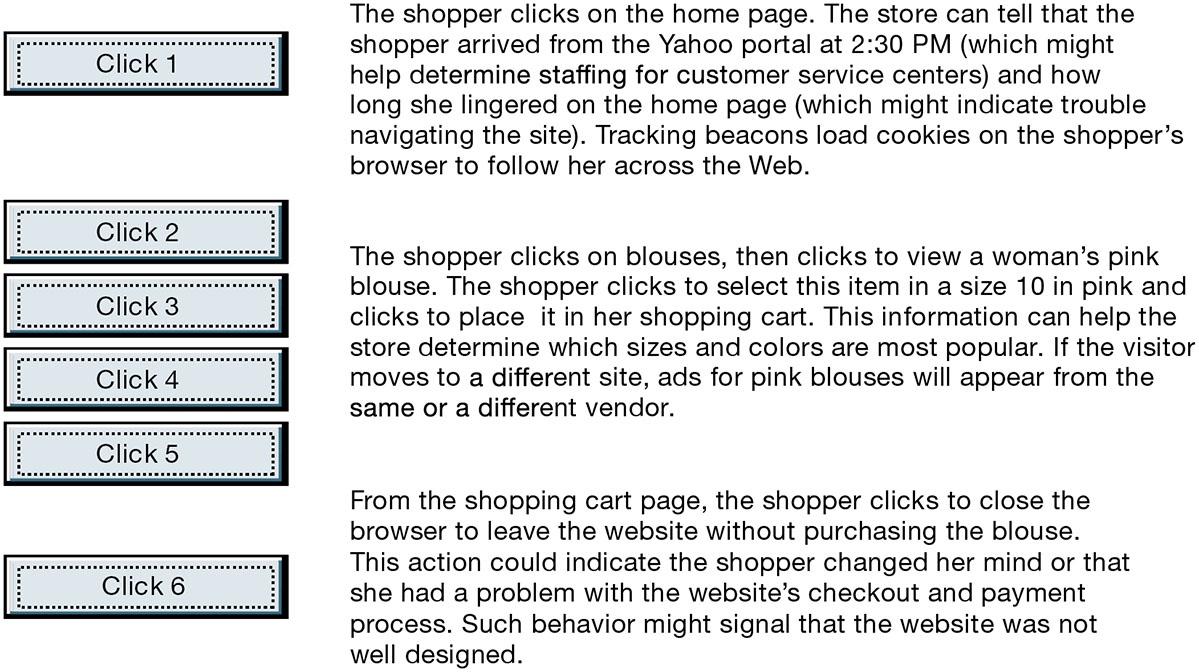 Click 1
The shopper clicks on the home page. The store can tell that the
shopper arrived from the Yahoo portal at 2:30 PM (which might
help determine staffing for customer service centers) and how
long she lingered on the home page (which might indicate trouble
navigating the site). Tracking beacons load cookies on the shopper’s
browser to follow her across the Web.
Click 2
Click 3
Click 4
Click 5
The shopper clicks on blouses, then clicks to view a woman’s pink
blouse. The shopper clicks to select this item in a size 10 in pink and
clicks to place it in her shopping cart. This information can help the
store determine which sizes and colors are most popular. If the visitor
moves to a different site, ads for pink blouses will appear from the
same or a different vendor.
Click 6
From the shopping cart page, the shopper clicks to close the
browser to leave the website without purchasing the blouse.
This action could indicate the shopper changed her mind or that
she had a problem with the website’s checkout and payment
process. Such behavior might signal that the website was not
well designed.